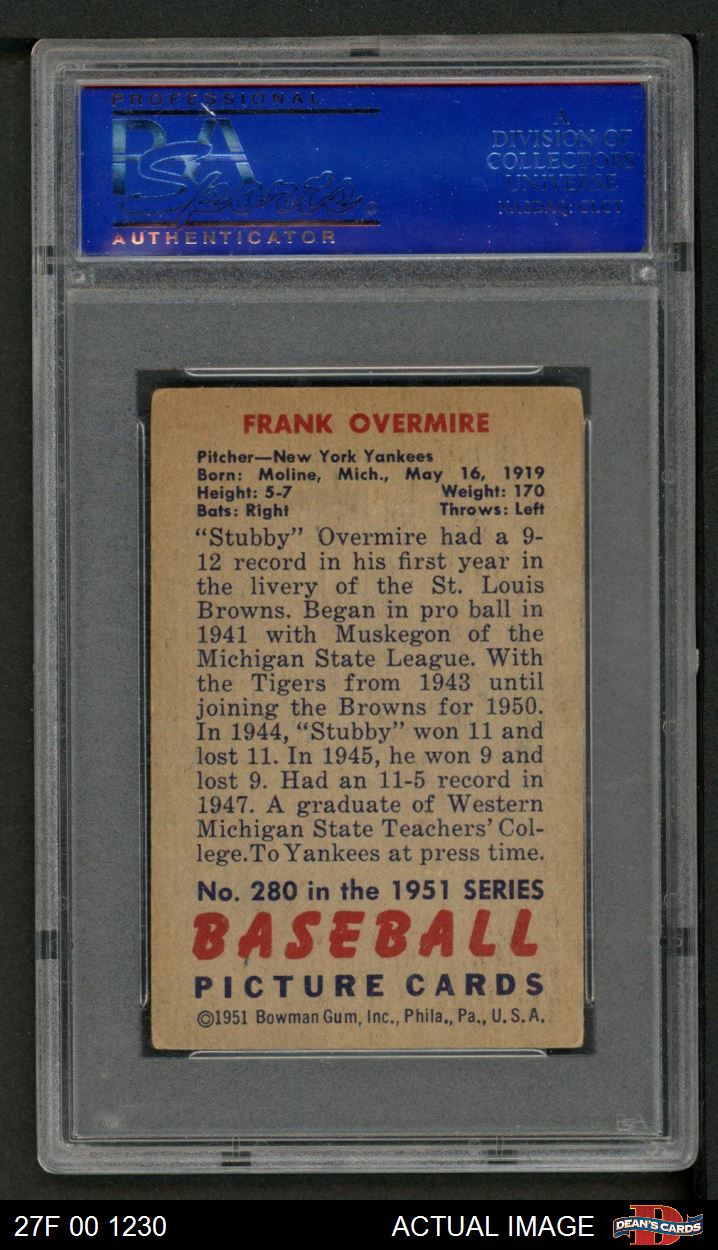 PROFESSIONAL
PSA
Sports
AUTHENTICATOR
A
DIVISION OF
COLLECTORS
UNIVERSE
NASDAQ: CLCT
FRANK OVERMIRE
Pitcher—New York Yankees
Born: Moline, Mich., May 16, 1919
Height: 5-7 Weight: 170
Bats: Right Throws: Left
"Stubby" Overmire had a 9-
12 record in his first year in
the livery of the St. Louis
Browns. Began in pro ball in
1941 with Muskegon of the
Michigan State League. With
the Tigers from 1943 until
joining the Browns for 1950.
In 1944, "Stubby" won 11 and
lost 11. In 1945, he won 9 and
lost 9. Had an 11-5 record in
1947. A graduate of Western
Michigan State Teachers' Col-
lege. To Yankees at press time.
No. 280 in the 1951 SERIES
BASEBALL
PICTURE CARDS
©1951 Bowman Gum, Inc., Phila., Pa., U. S. A.
PSA
27F 00 1230 ACTUAL IMAGE DEAN'S CARDS